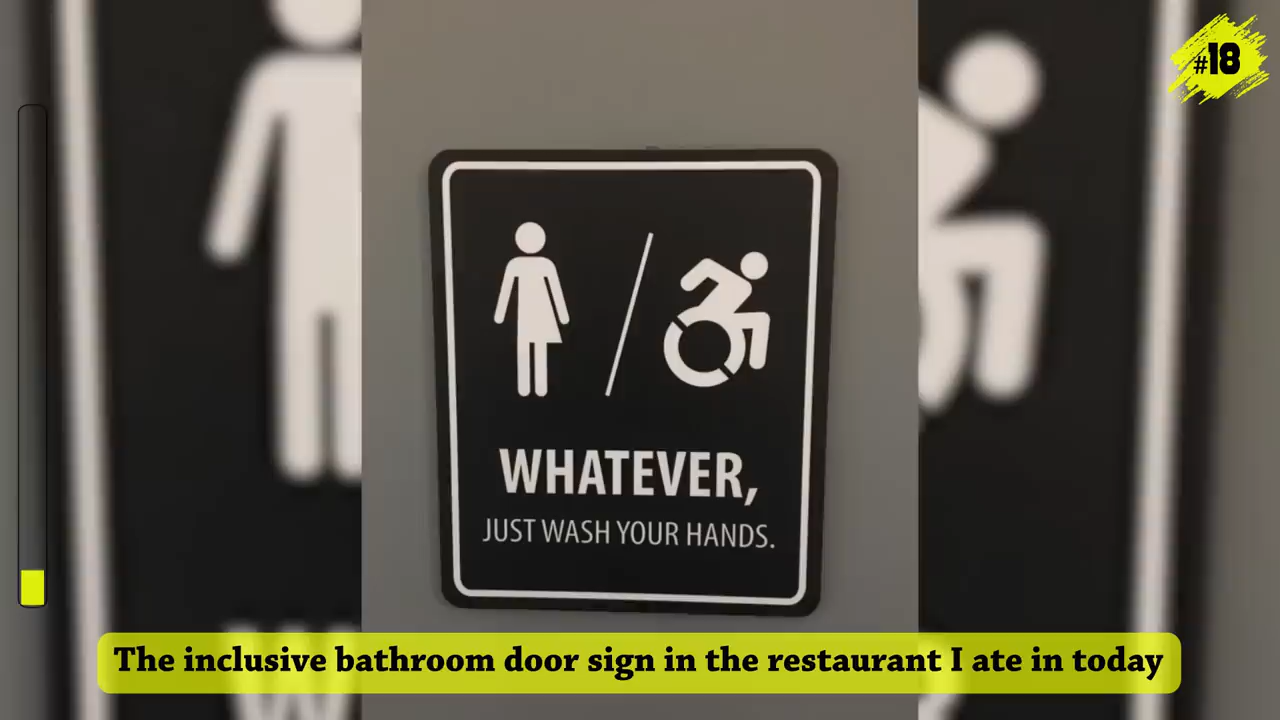 #18
WHATEVER,
JUST WASH YOUR HANDS.
The inclusive bathroom door sign in the restaurant I ate in today